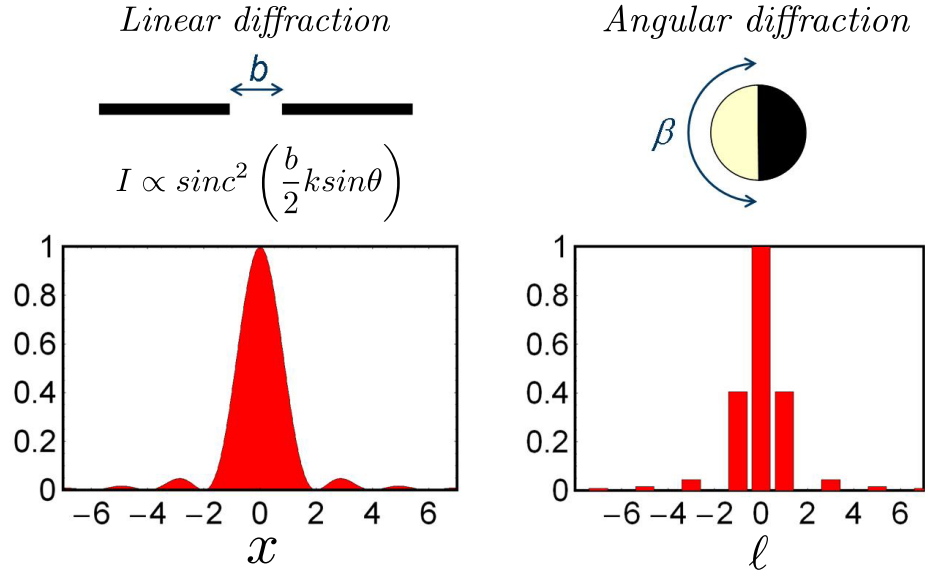 Linear diffraction
b
I ∝ sinc² (b/2 ksinθ)
1
0.8
0.6
0.4
0.2
0
−6 −4 −2 0 2 4 6
x
Angular diffraction
β
1
0.8
0.6
0.4
0.2
0
−6 −4 −2 0 2 4 6
ℓ